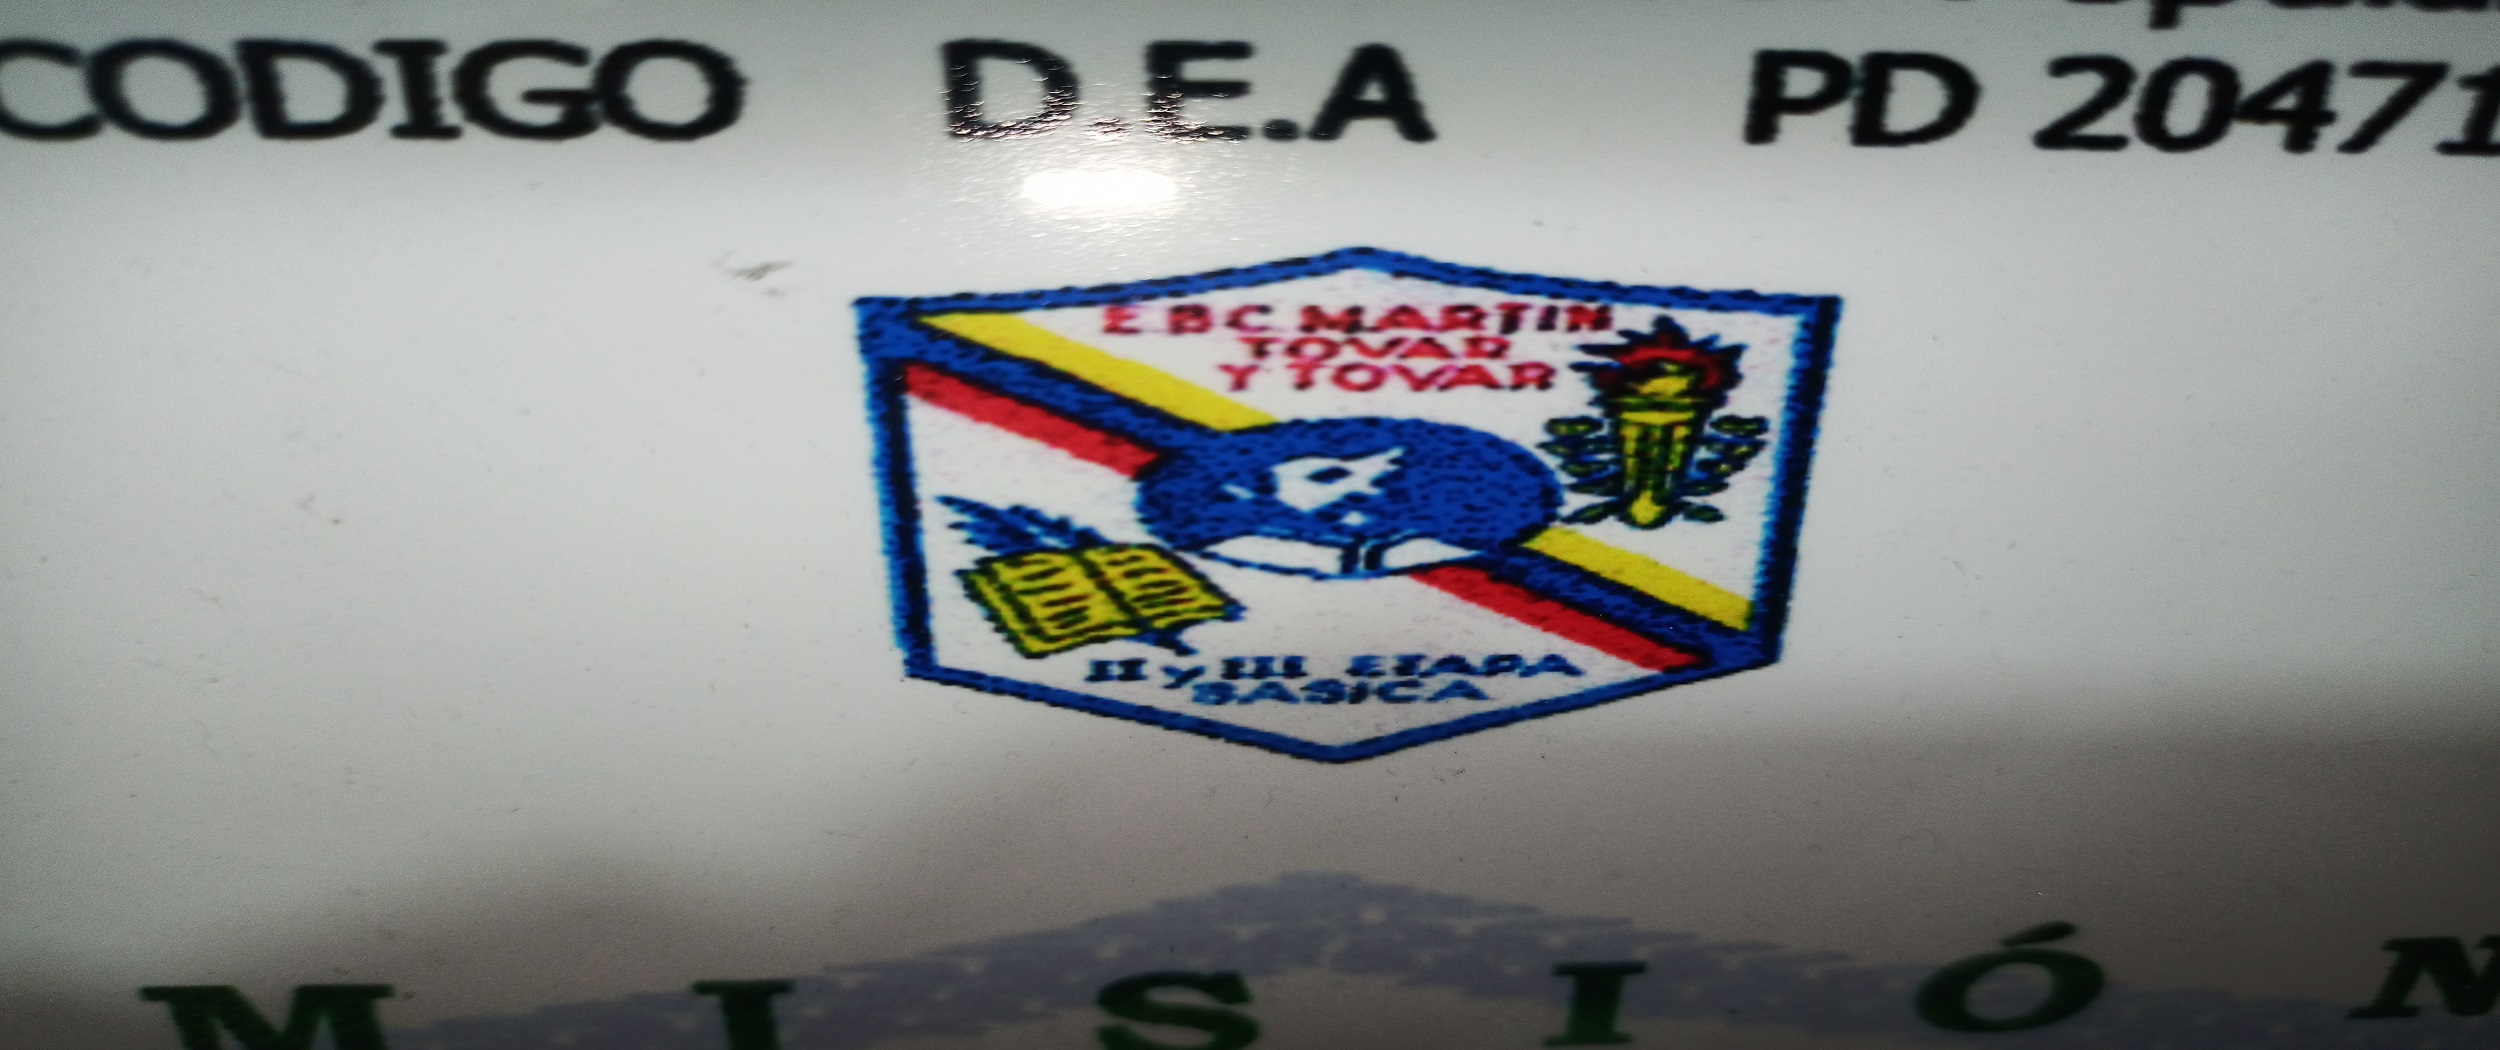 CODIGO D.E.A PD 20471
E B C MARTIN
TOVAR
Y TOVAR
II y III ETAPA
BASICA
MISIÓN